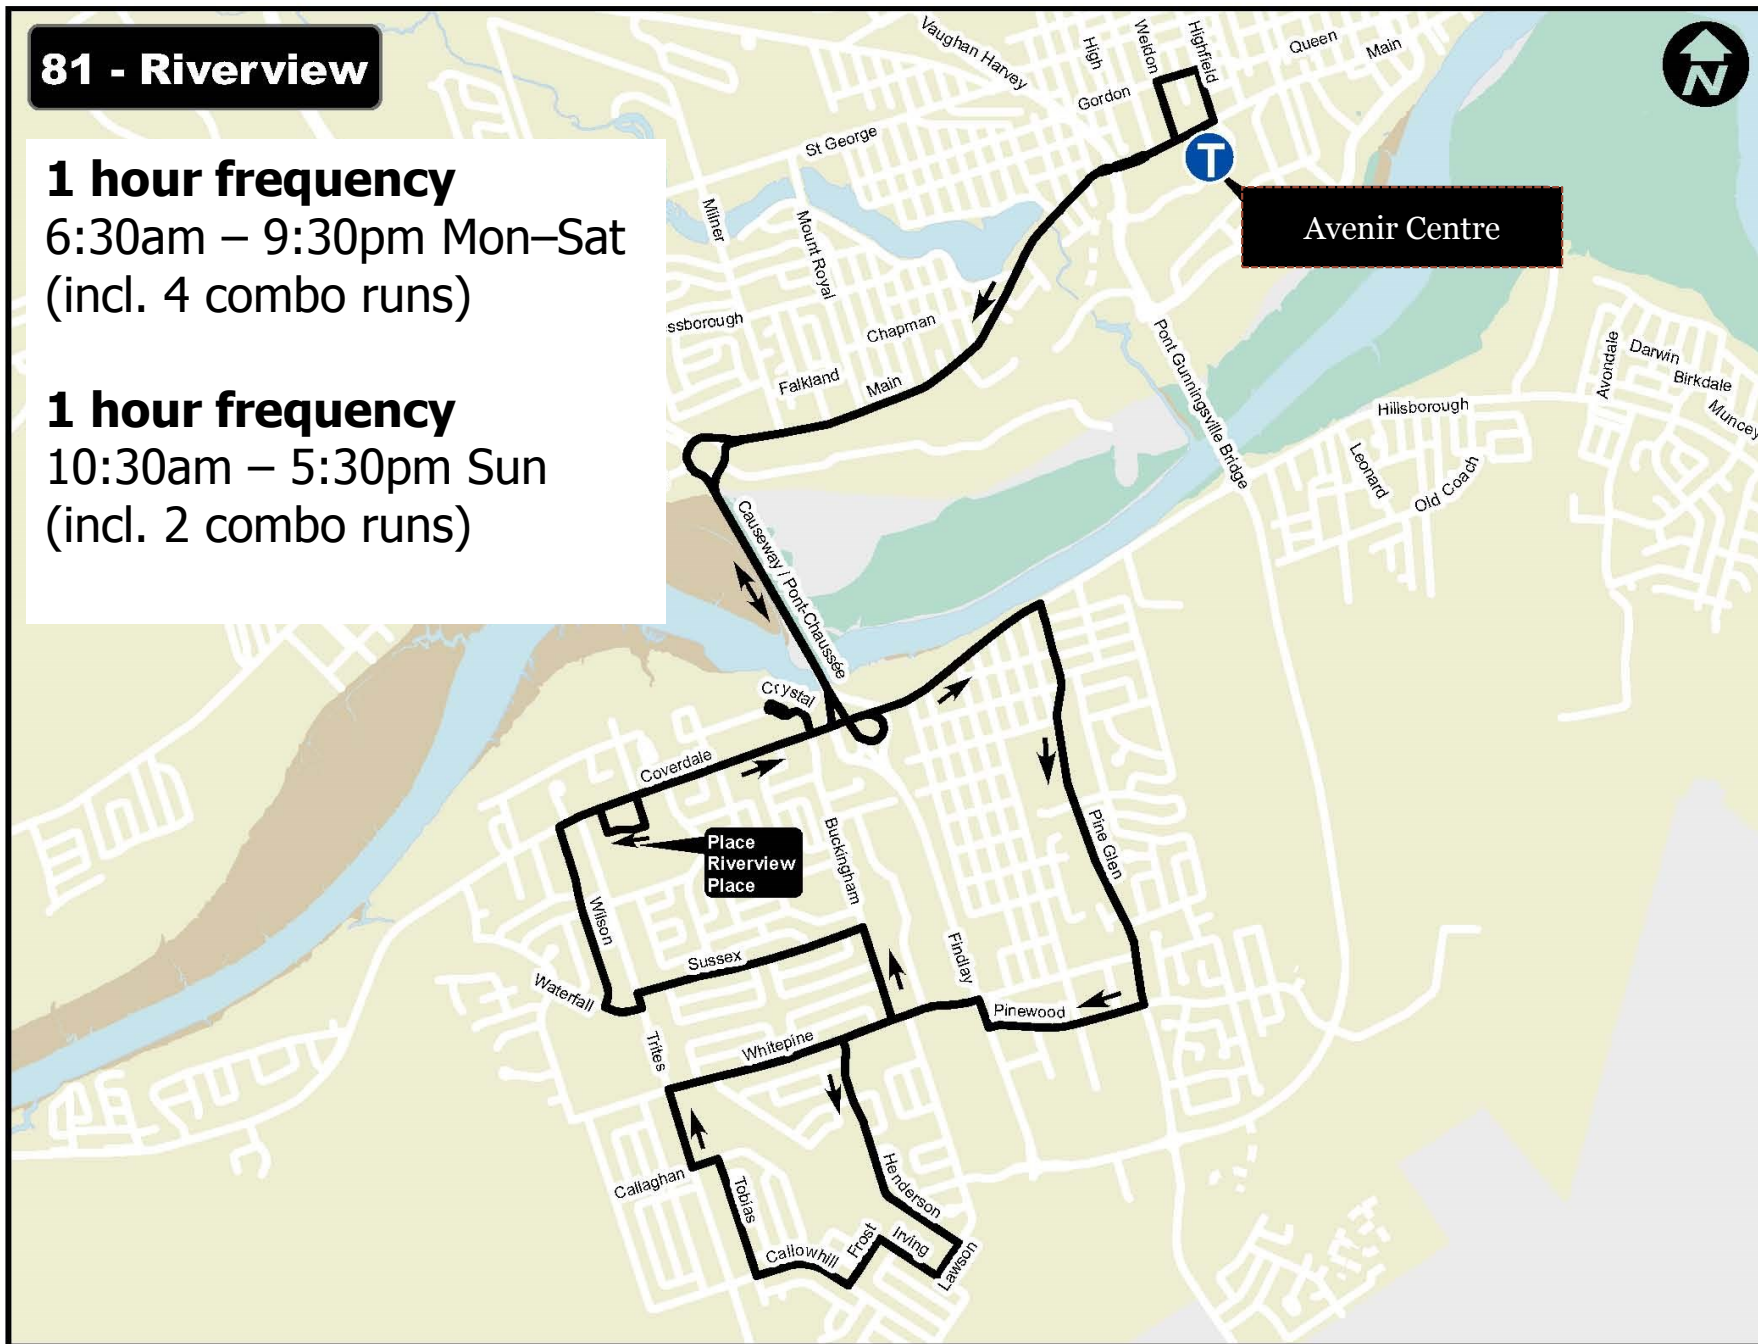 81 - Riverview
1 hour frequency
6:30am – 9:30pm Mon–Sat
(incl. 4 combo runs)
1 hour frequency
10:30am – 5:30pm Sun
(incl. 2 combo runs)
N
Vaughan Harvey
High
Weldon
Highfield
Queen
Main
Gordon
St George
T
Avenir Centre
Milner
Mount Royal
ssborough
Chapman
Falkland
Main
Pont Gunningsville Bridge
Avondale
Darwin
Birkdale
Muncey
Hillsborough
Leonard
Old Coach
Causeway / Pont-Chaussée
Crystal
Coverdale
Place
Riverview
Place
Buckingham
Pine Glen
Wilson
Sussex
Findlay
Waterfall
Pinewood
Trites
Whitepine
Callaghan
Tobias
Henderson
Callowhill
Frost
Irving
Lawson